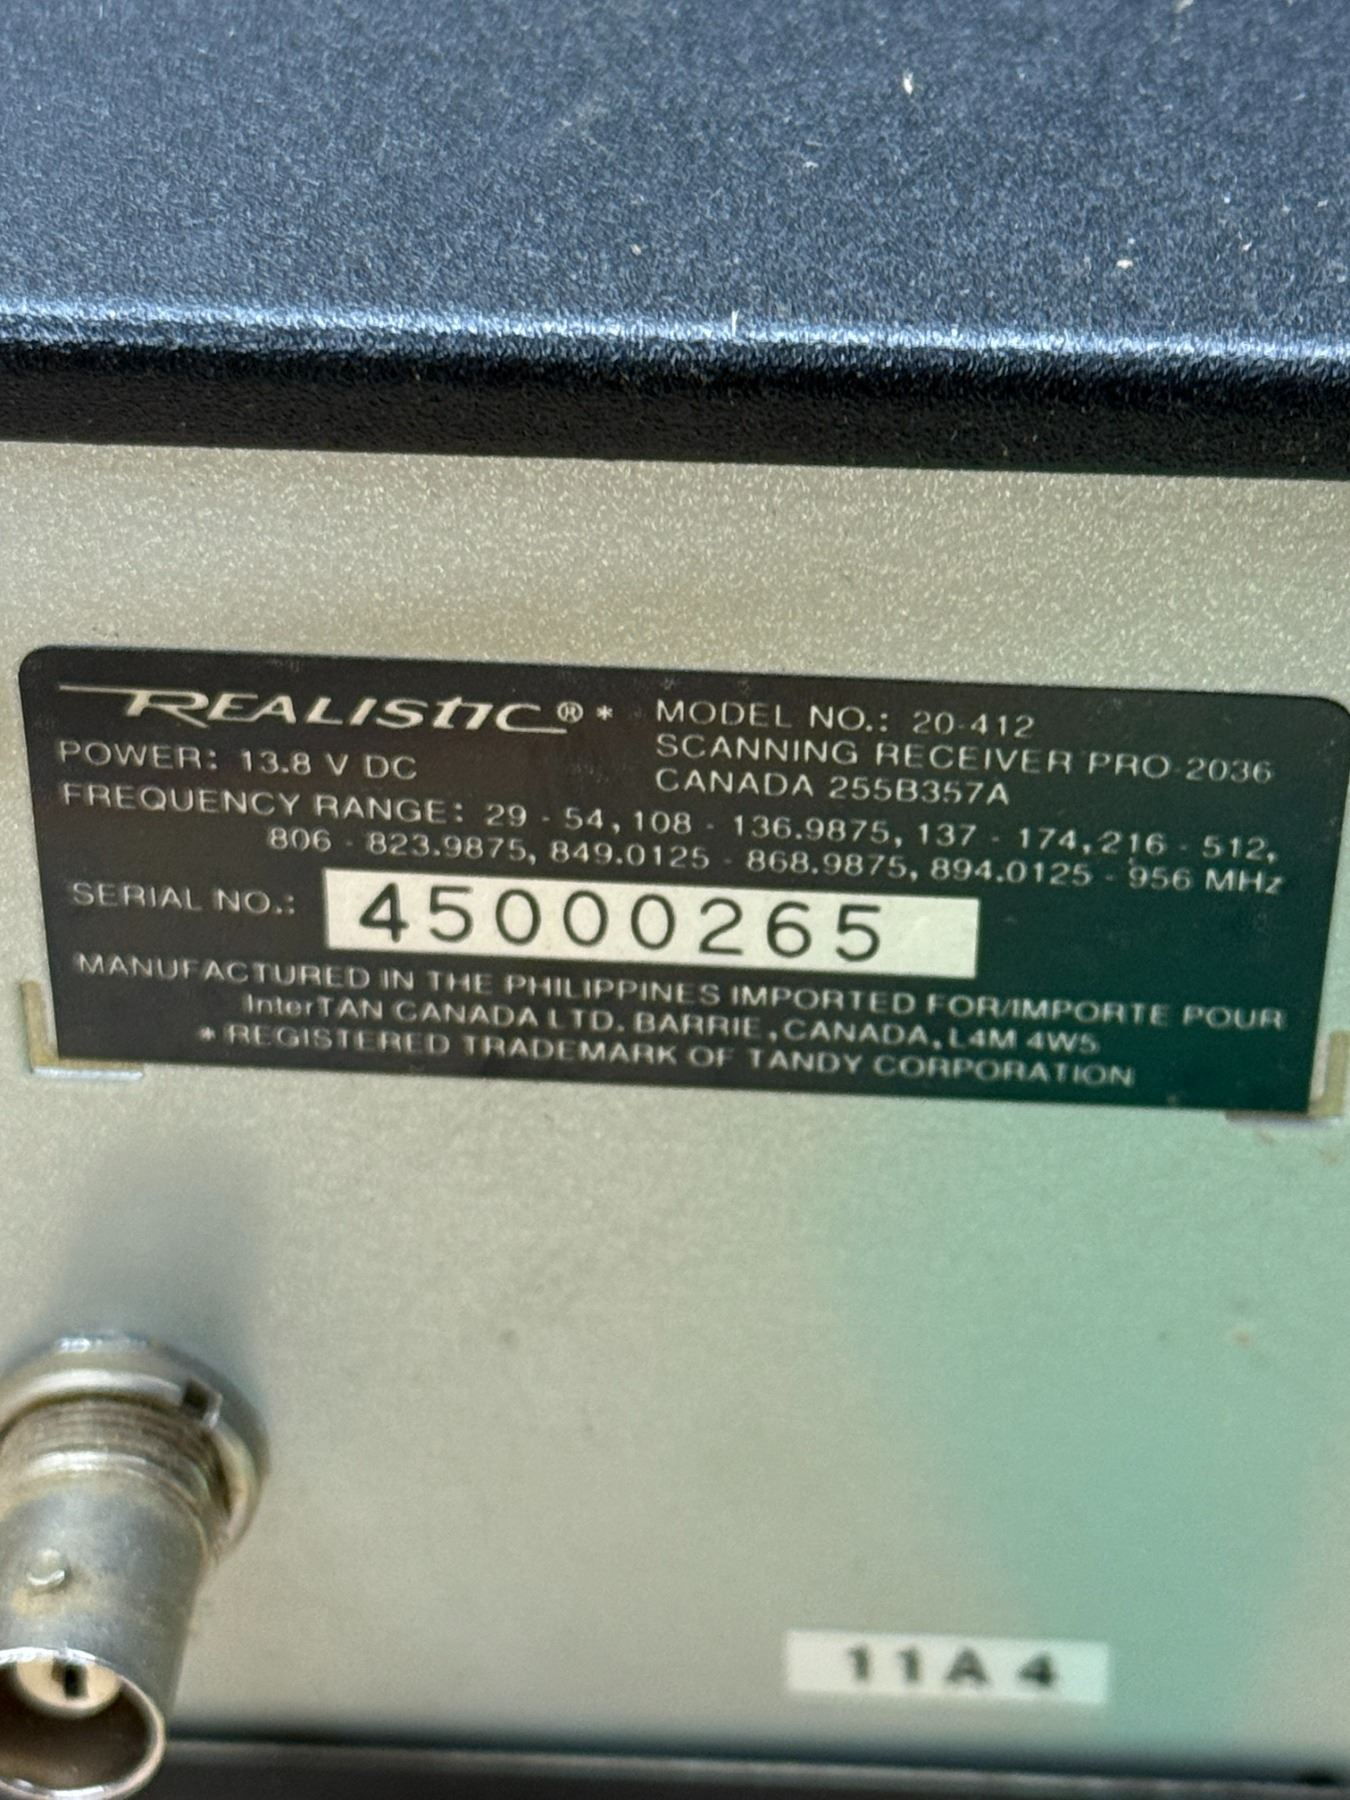 REALISTIC®*
MODEL NO.: 20-412
SCANNING RECEIVER PRO-2036
CANADA 255B357A
POWER: 13.8 V DC
FREQUENCY RANGE: 29 - 54, 108 - 136.9875, 137 - 174, 216 - 512,
806 - 823.9875, 849.0125 - 868.9875, 894.0125 - 956 MHz
SERIAL NO.: 45000265
MANUFACTURED IN THE PHILIPPINES IMPORTED FOR/IMPORTE POUR
InterTAN CANADA LTD. BARRIE, CANADA, L4M 4W5
* REGISTERED TRADEMARK OF TANDY CORPORATION
11A4